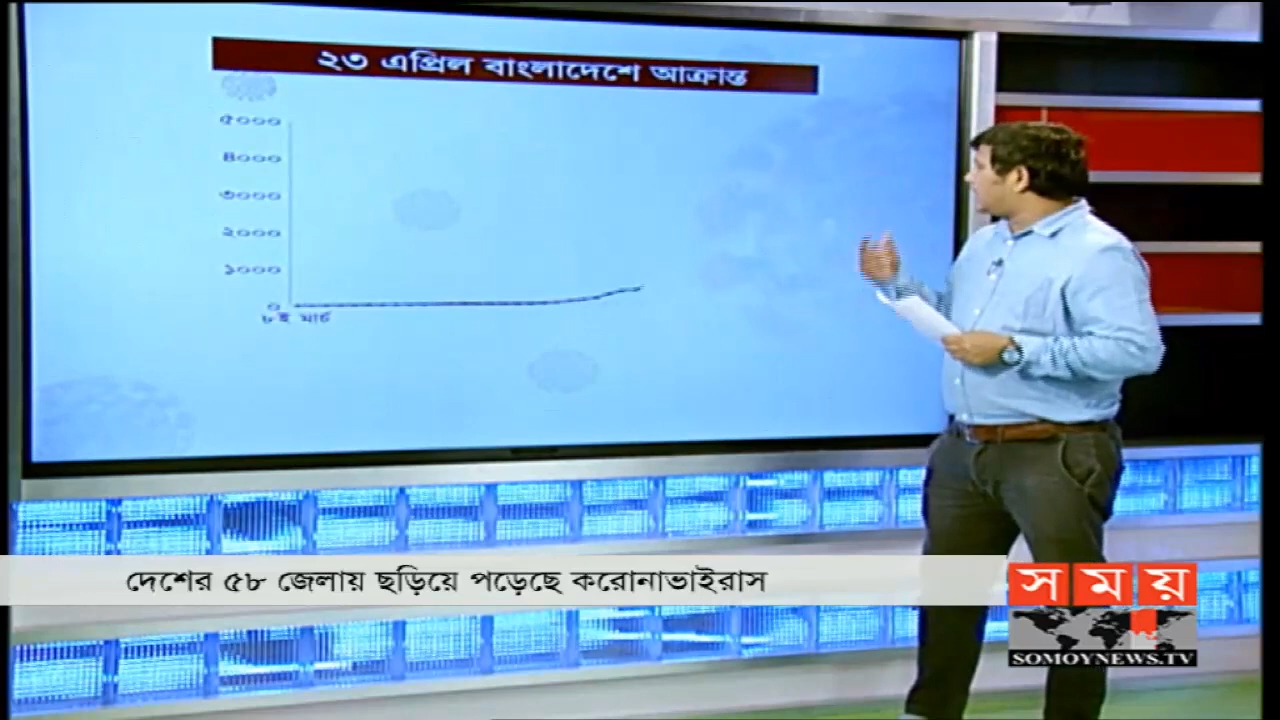 ২৩ এপ্রিল বাংলাদেশে আক্রান্ত
৫০০০
৪০০০
৩০০০
২০০০
১০০০
০
৮ই মার্চ
দেশের ৫৮ জেলায় ছড়িয়ে পড়েছে করোনাভাইরাস
সময়
SOMOYNEWS.TV